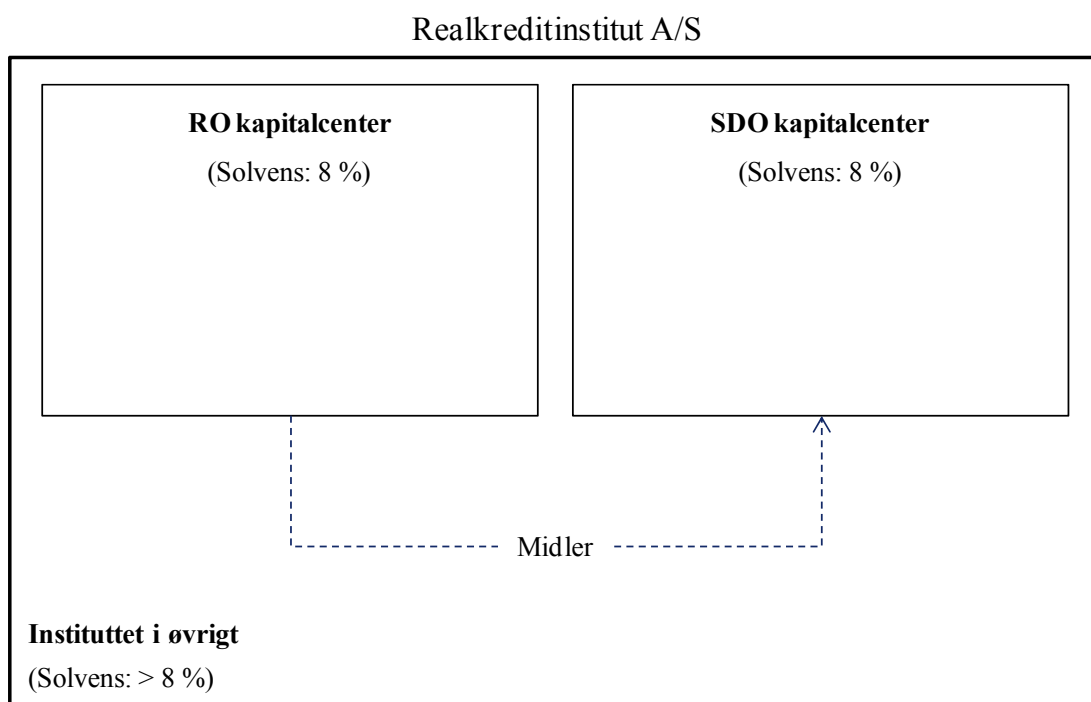 Realkreditinstitut A/S
RO kapitalcenter
(Solvens: 8 %)
SDO kapitalcenter
(Solvens: 8 %)
Midler
Instituttet i øvrigt
(Solvens: > 8 %)